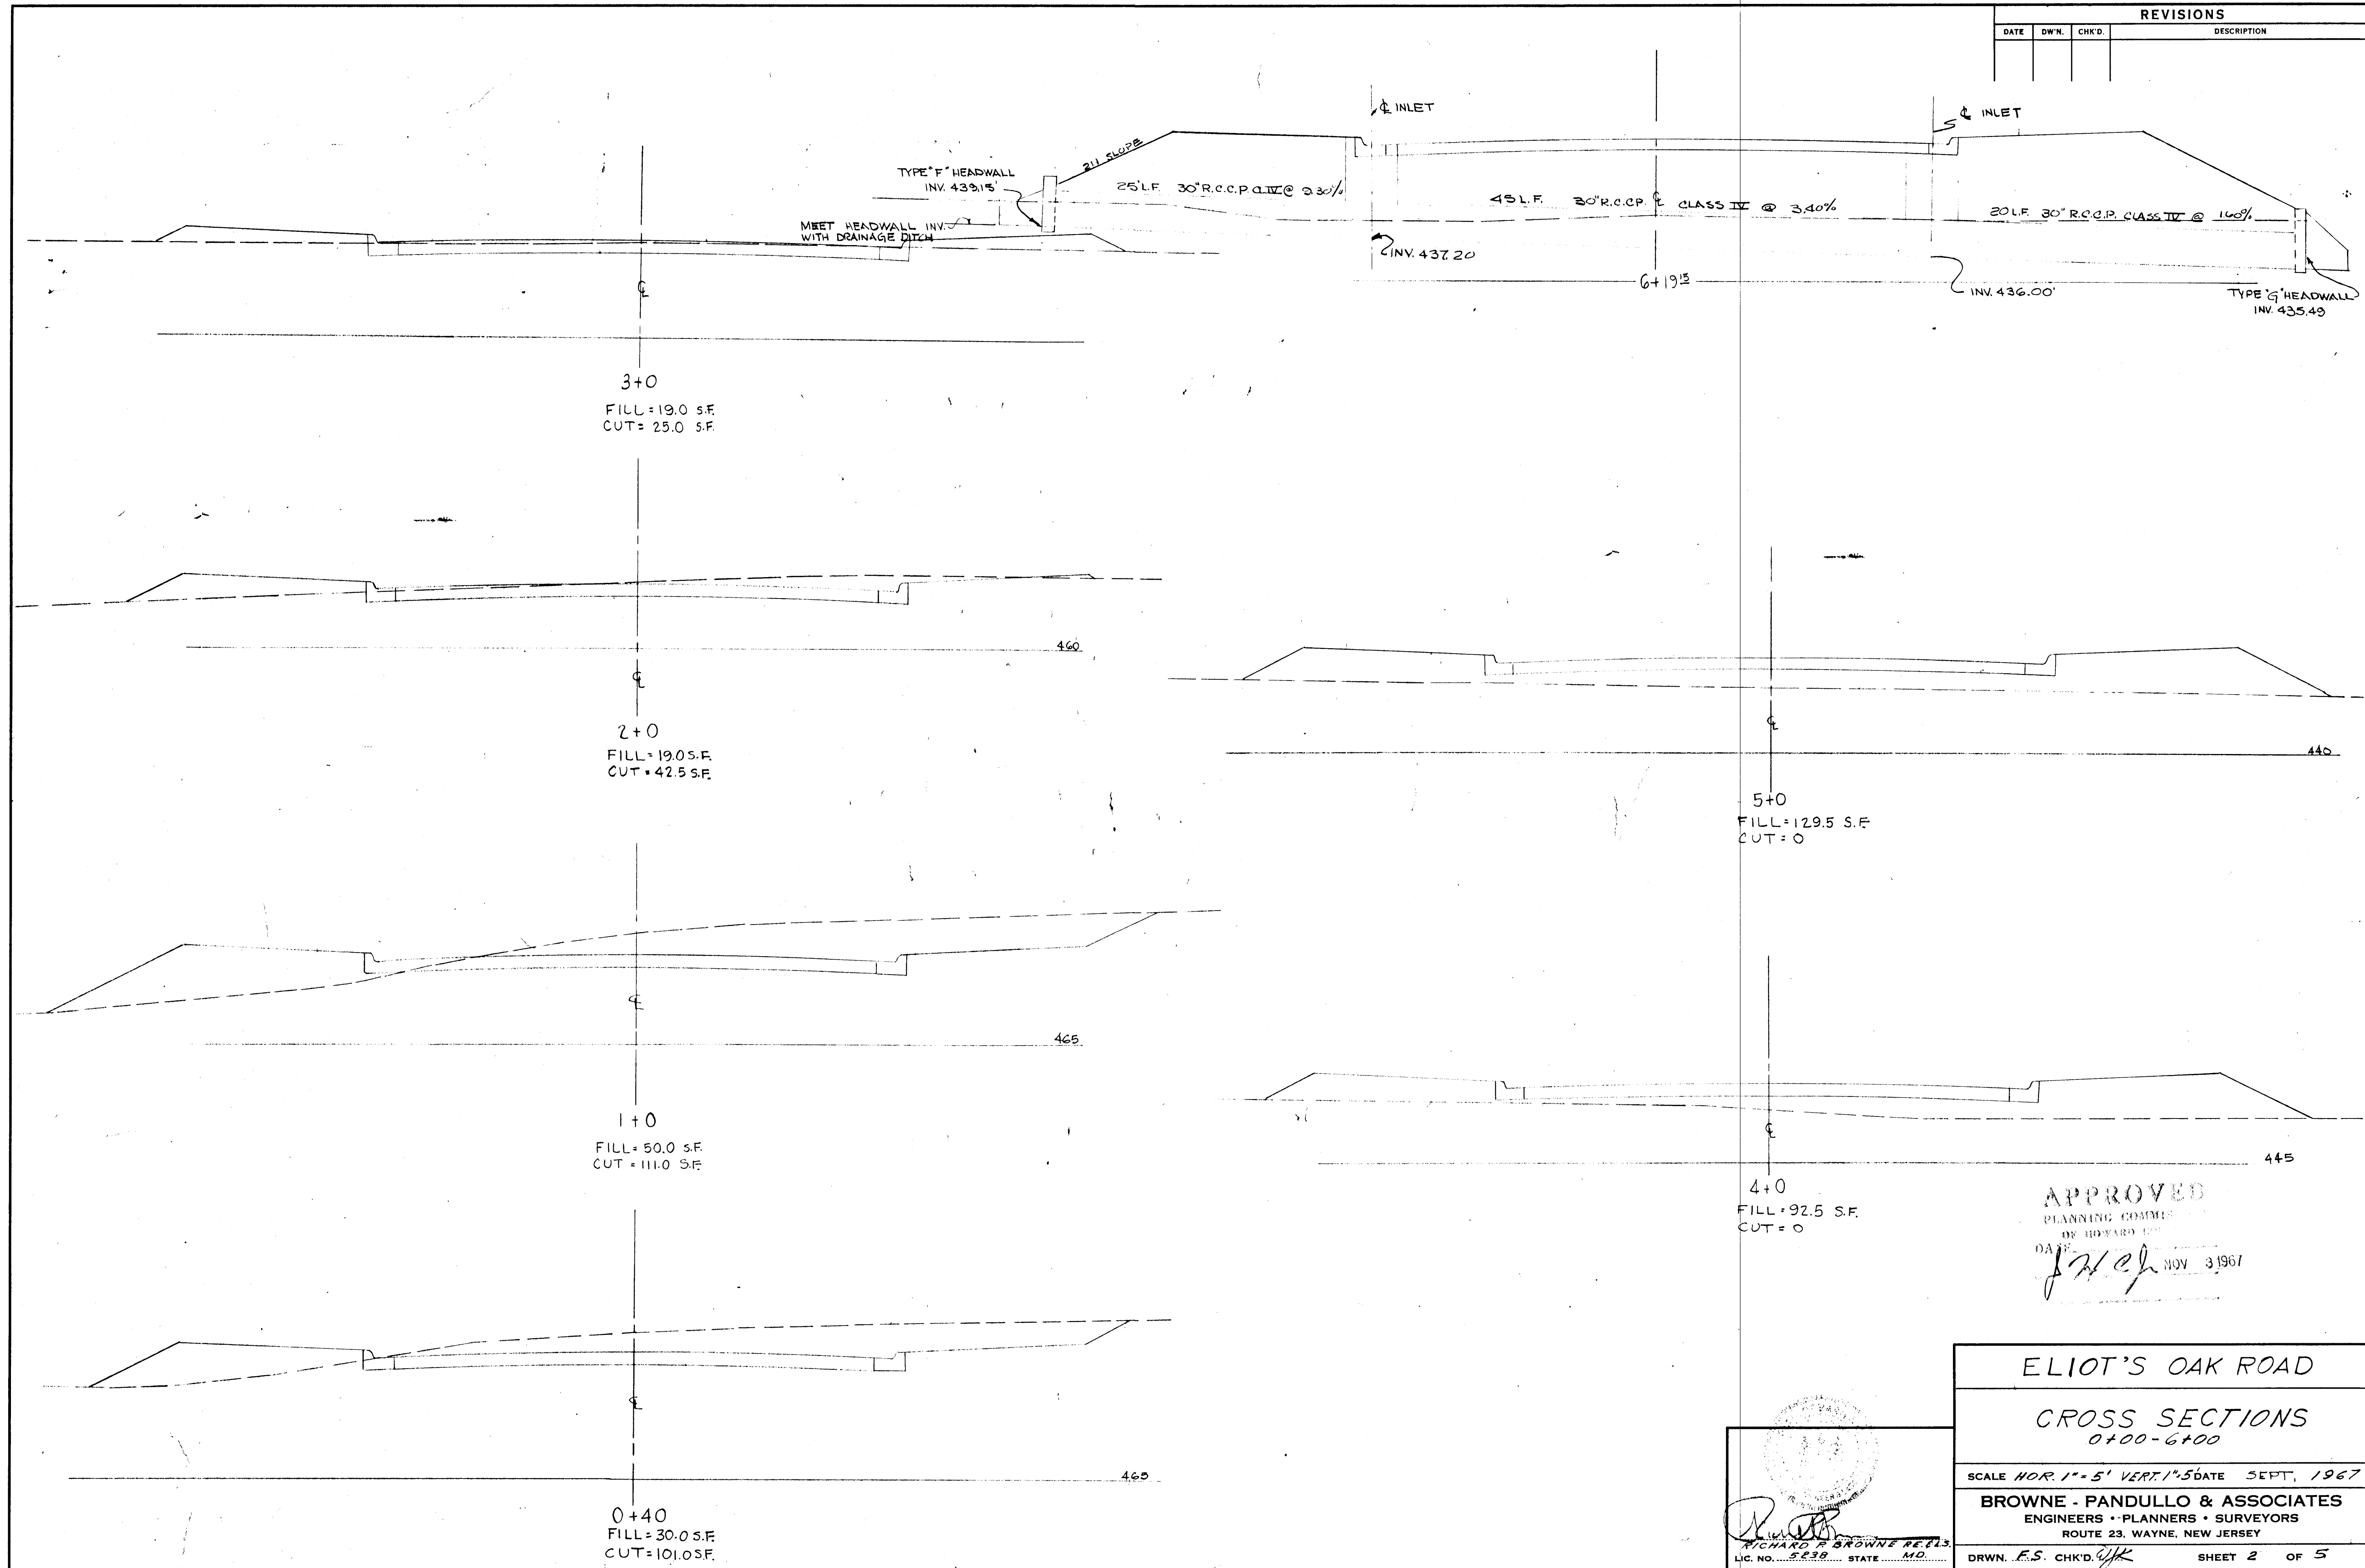 REVISIONS
DATE DW'N. CHK'D. DESCRIPTION
℄ INLET
℄ INLET
2:1 SLOPE
TYPE "F" HEADWALL
INV. 439.15'
25' L.F. 30" R.C.C.P. CL IV @
45 L.F. 30" R.C.C.P. ℄ CLASS IV @ 3.40%
20 L.F. 30" R.C.C.P. CLASS IV @ 1.60%
MEET HEADWALL INV.
WITH DRAINAGE DITCH
INV. 437.20
6+19 15
INV. 436.00'
TYPE "G" HEADWALL
INV. 435.49
℄
3+0
FILL = 19.0 S.F.
CUT = 25.0 S.F.
460
℄
2+0
FILL = 19.0 S.F.
CUT = 42.5 S.F.
℄
440
5+0
FILL = 129.5 S.F.
CUT = 0
℄
465
1+0
FILL = 50.0 S.F.
CUT = 111.0 S.F.
℄
445
4+0
FILL = 92.5 S.F.
CUT = 0
℄
465
0+40
FILL = 30.0 S.F.
CUT = 101.0 S.F.
APPROVED
PLANNING
OF HOWARD
DATE
NOV 3 1967
ELIOT'S OAK ROAD
CROSS SECTIONS
0+00-6+00
SCALE HOR. 1"=5' VERT. 1"=5' DATE SEPT, 1967
BROWNE - PANDULLO & ASSOCIATES
ENGINEERS • PLANNERS • SURVEYORS
ROUTE 23, WAYNE, NEW JERSEY
DRWN. F.S. CHK'D. SHEET 2 OF 5
RICHARD P. BROWNE P.E. & L.S.
LIC. NO. 5238 STATE MD.